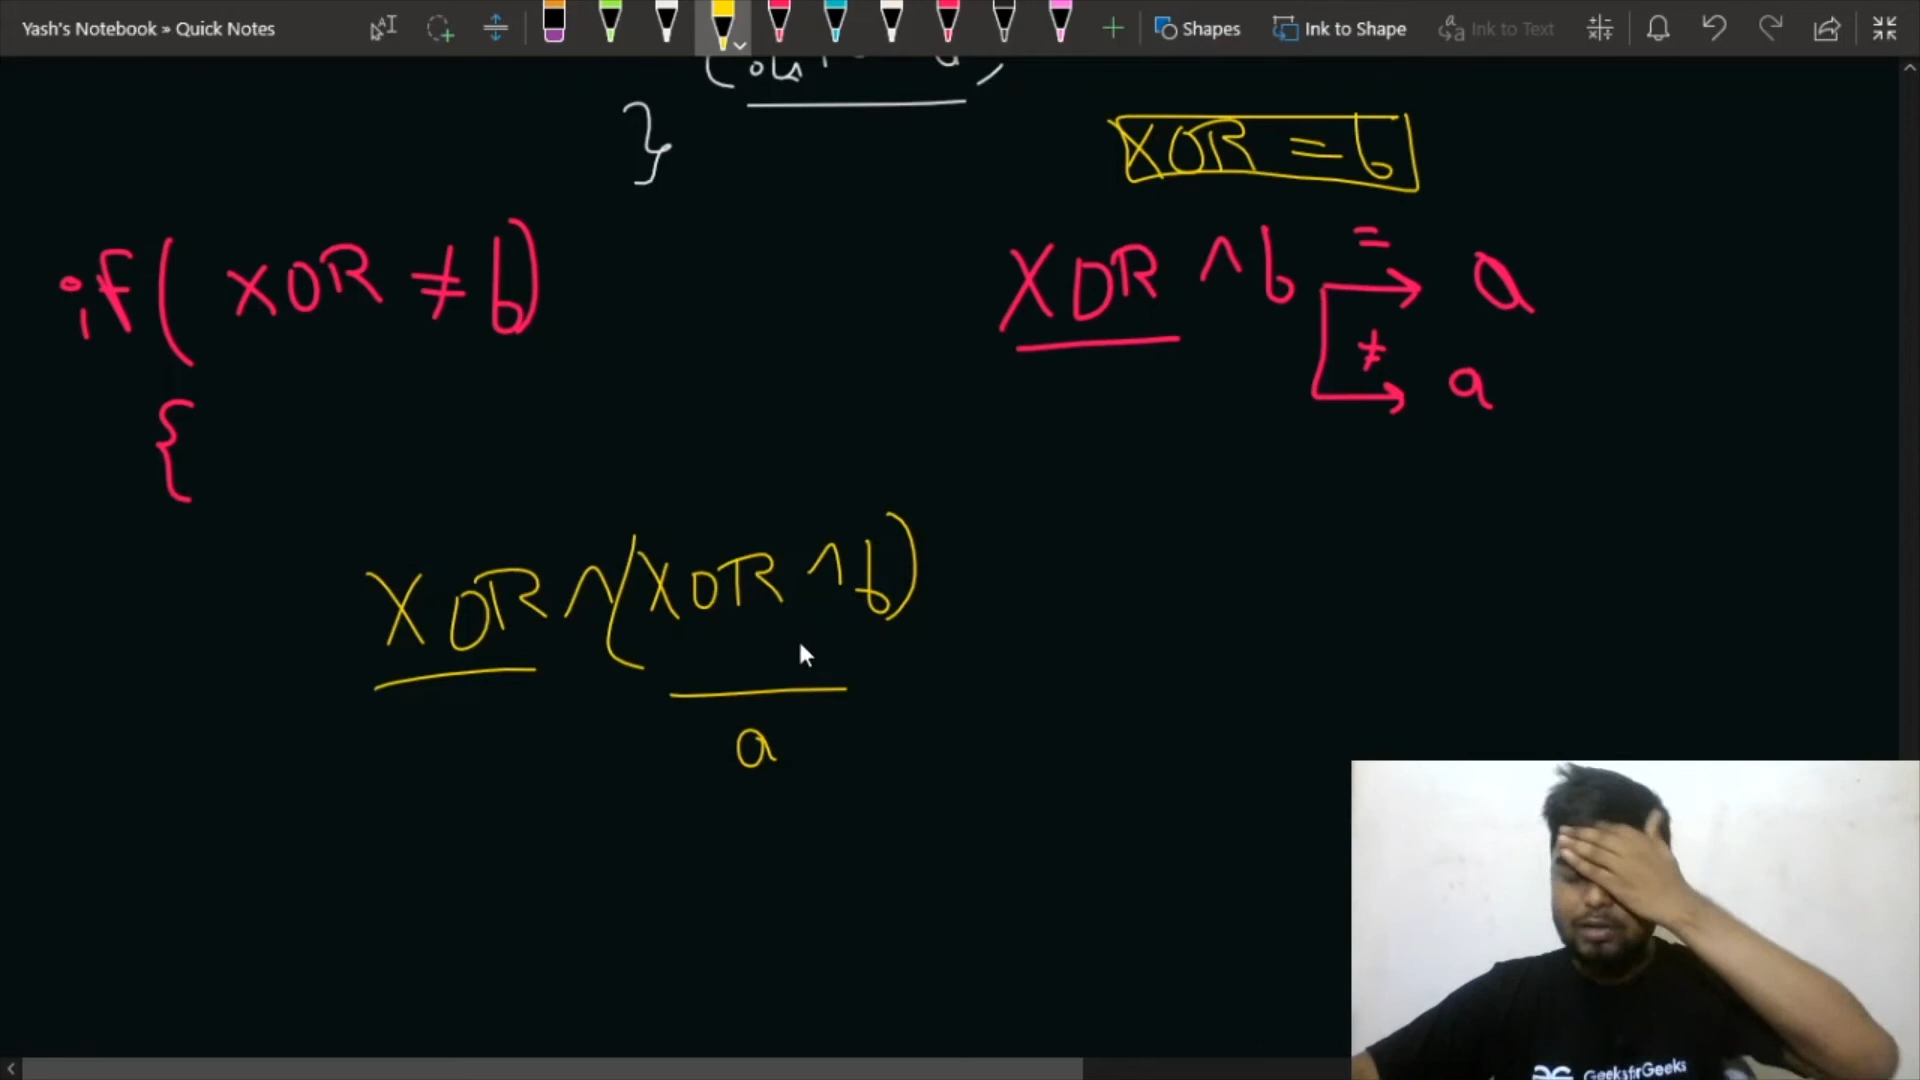 Yash's Notebook » Quick Notes
Shapes
Ink to Shape
Ink to Text
}
XOR = b
if( XOR ≠ b)
{
XOR ^ b = a
≠ a
XOR ^ (XOR ^ b)
a
GeeksforGeeks